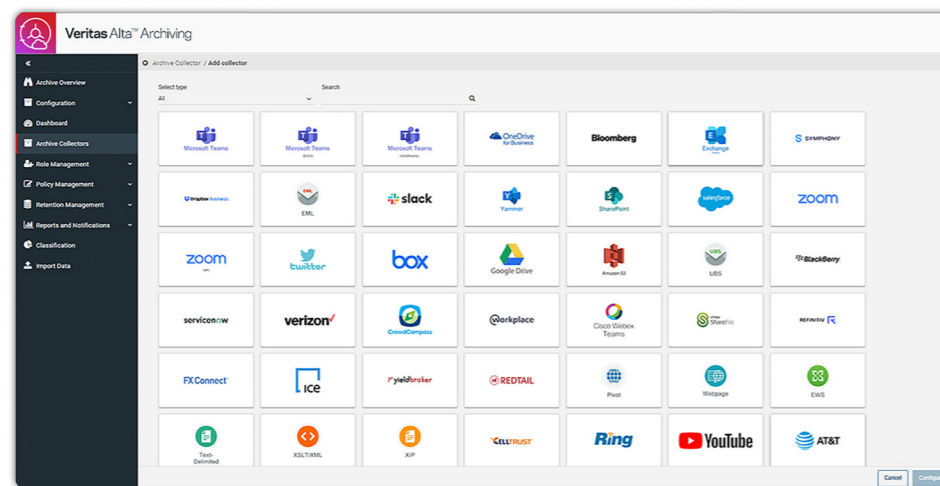 Veritas Alta™ Archiving
Archive Collector / Add collector
Archive Overview
Configuration
Dashboard
Archive Collectors
Role Management
Policy Management
Retention Management
Reports and Notifications
Classification
Import Data
Select type
All
Search
Microsoft Teams
Microsoft Teams
Microsoft Teams
OneDrive
for Business
Bloomberg
Exchange
SYMPHONY
Dropbox Business
EML
EML
slack
Yammer
SharePoint
salesforce
zoom
zoom
twitter
box
Google Drive
Amazon S3
UBS
UBS
BlackBerry
servicenow
verizon
CrowdCompass
Workplace
Cisco Webex
Teams
ShareFile
REFINITIV
FXConnect
ICE
yieldbroker
REDTAIL
Pivot
Webpage
EWS
Text-
Delimited
XSLT/XML
XIP
CELLTRUST
Ring
YouTube
AT&T
Cancel